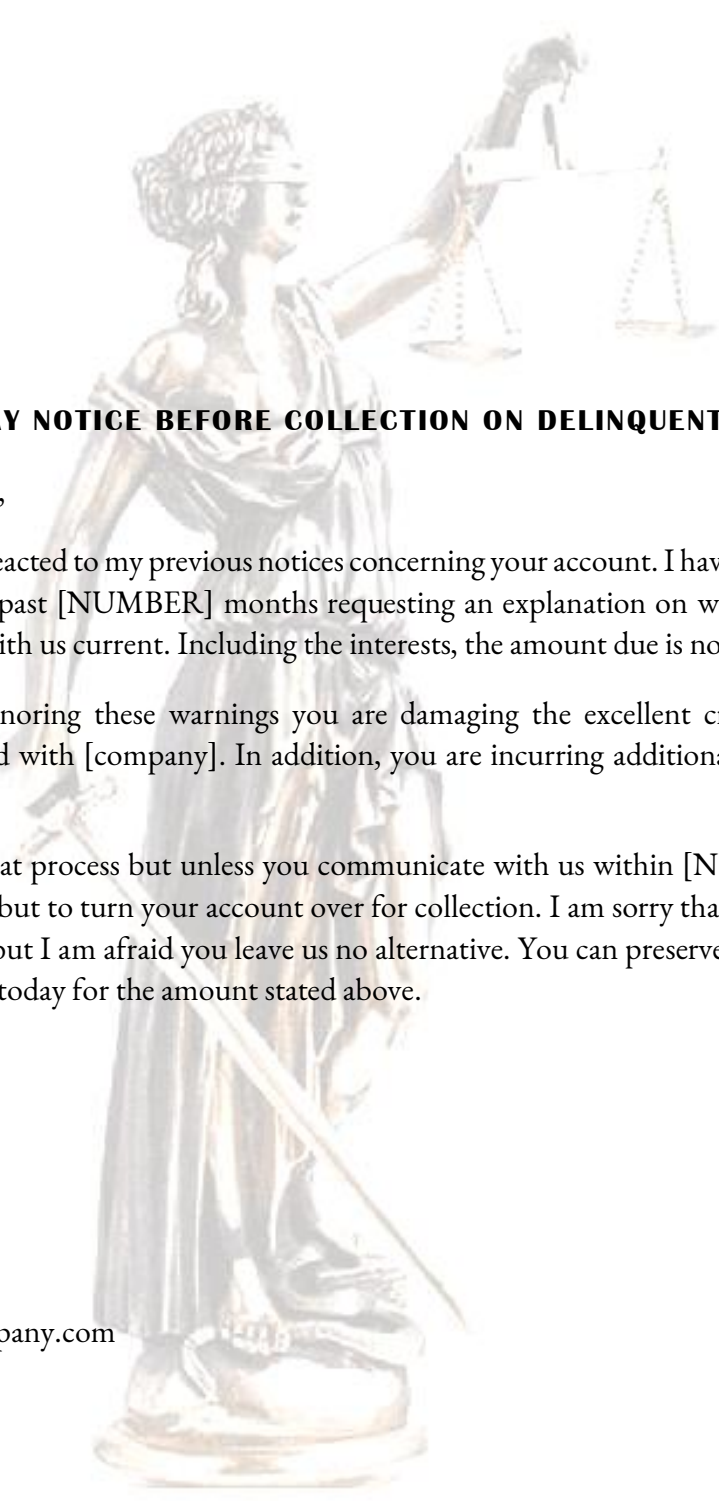 AY NOTICE BEFORE COLLECTION ON DELINQUENT
,
eacted to my previous notices concerning your account. I hav
past [NUMBER] months requesting an explanation on w
ith us current. Including the interests, the amount due is no
noring these warnings you are damaging the excellent c
d with [company]. In addition, you are incurring additiona
at process but unless you communicate with us within [N
but to turn your account over for collection. I am sorry tha
out I am afraid you leave us no alternative. You can preserve
today for the amount stated above.
pany.com